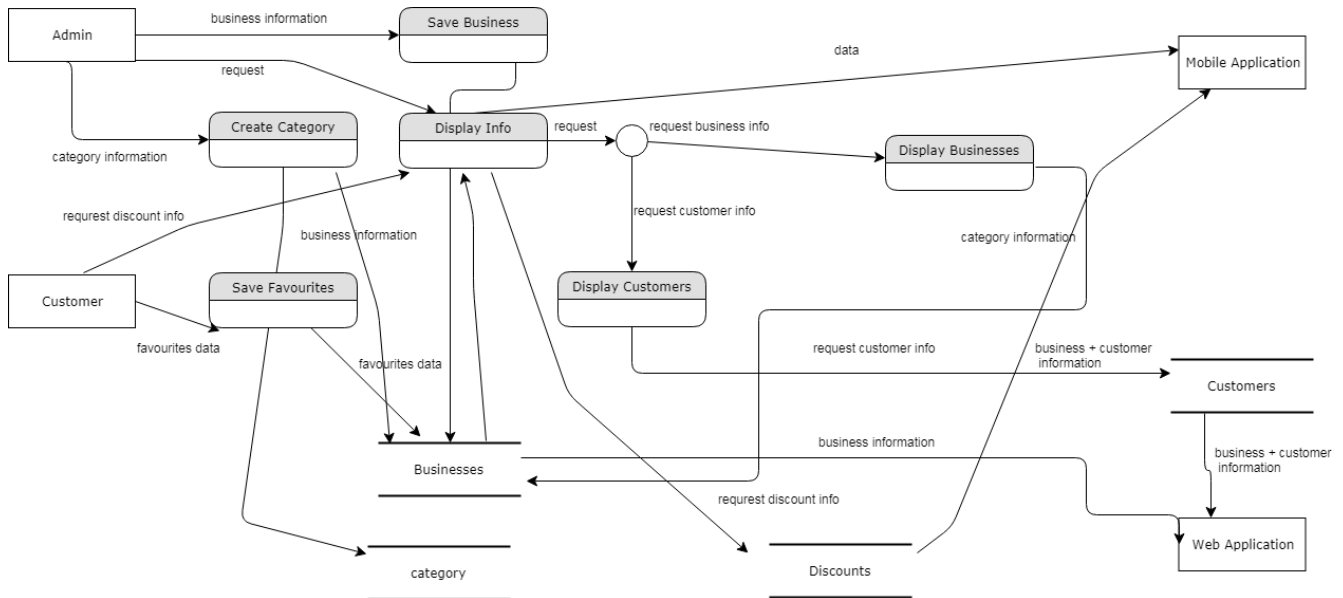 business information
Save Business
Admin
data
request
Mobile Application
Create Category
Display Info
request
request business info
Display Businesses
category information
requrest discount info
request customer info
business information
category information
Save Favourites
Display Customers
Customer
favourites data
favourites data
request customer info
business + customer
information
Customers
business information
business + customer
information
Businesses
requrest discount info
Web Application
category
Discounts